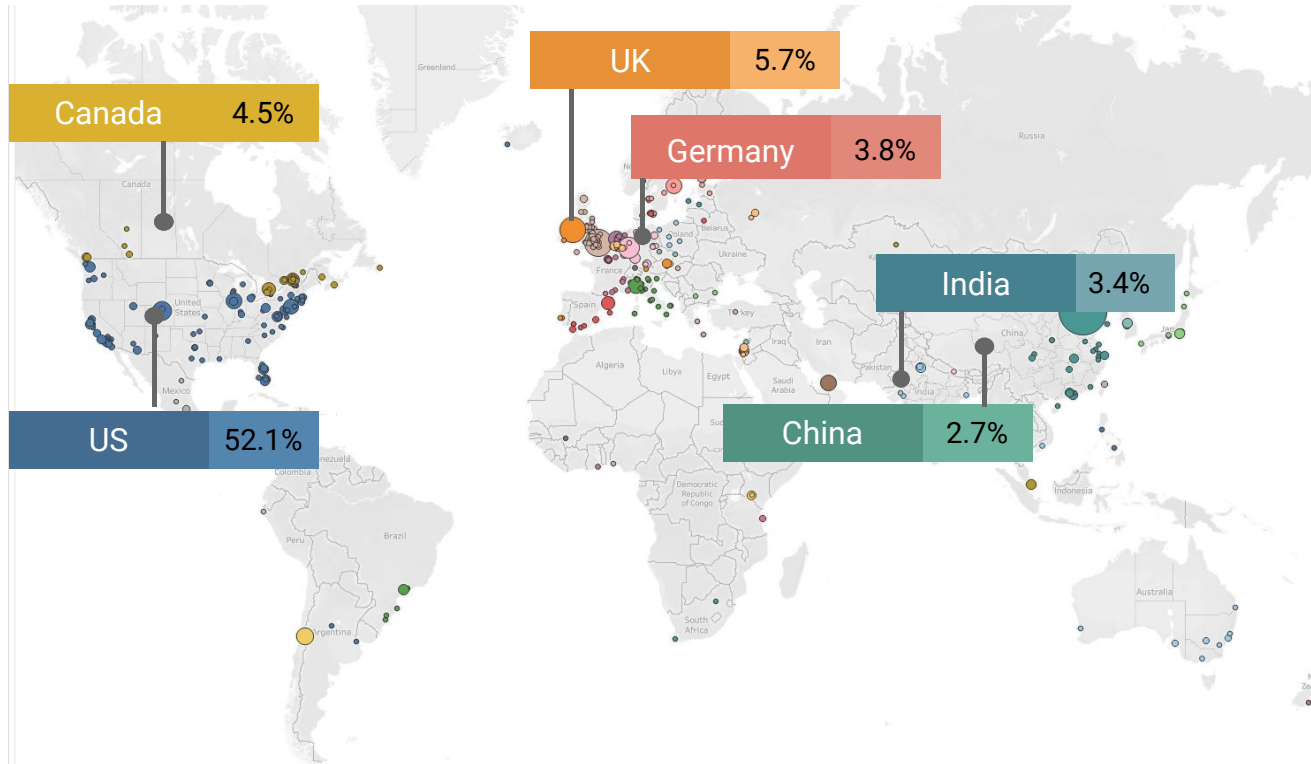 Greenland
UK 5.7%
Canada 4.5%
Germany 3.8%
Russia
Canada
Poland
Belarus
Ukraine
France
India 3.4%
United
States
Spain
China
Iraq
Iran
Algeria
Libya
Egypt
Pakistan
Saudi
Arabia
Mexico
India
US 52.1%
China 2.7%
Colombia
Democratic
Republic
of Congo
Indonesia
Peru
Brazil
Australia
South
Africa
Argentina